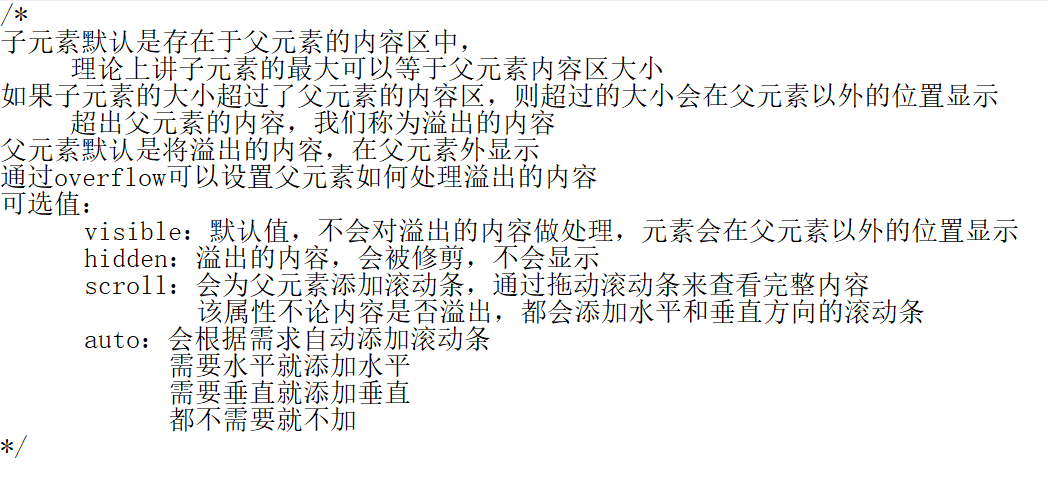 /*
子元素默认是存在于父元素的内容区中，
理论上讲子元素的最大可以等于父元素内容区大小
如果子元素的大小超过了父元素的内容区，则超过的大小会在父元素以外的位置显示
超出父元素的内容，我们称为溢出的内容
父元素默认是将溢出的内容，在父元素外显示
通过overflow可以设置父元素如何处理溢出的内容
可选值：
visible：默认值，不会对溢出的内容做处理，元素会在父元素以外的位置显示
hidden：溢出的内容，会被修剪，不会显示
scroll：会为父元素添加滚动条，通过拖动滚动条来查看完整内容
该属性不论内容是否溢出，都会添加水平和垂直方向的滚动条
auto：会根据需求自动添加滚动条
需要水平就添加水平
需要垂直就添加垂直
都不需要就不加
*/